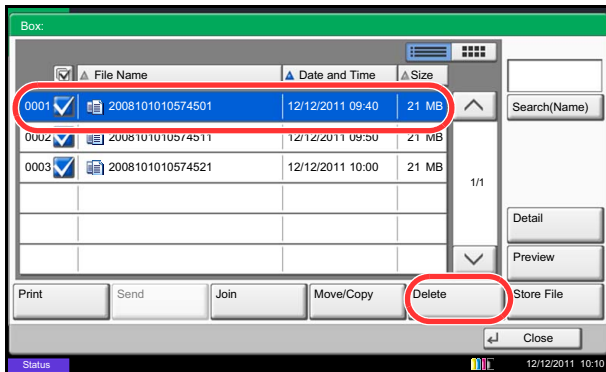 Box:
File Name Date and Time Size
0001 2008101010574501 12/12/2011 09:40 21 MB
Search(Name)
0002 2008101010574511 12/12/2011 09:50 21 MB
0003 2008101010574521 12/12/2011 10:00 21 MB
1/1
Detail
Preview
Print Send Join Move/Copy Delete Store File
Close
Status 12/12/2011 10:10